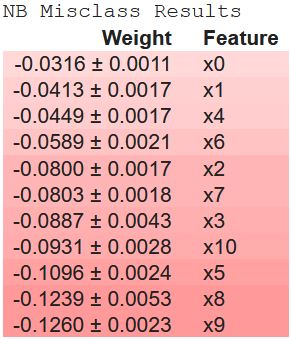 NB Misclass Results
Weight Feature
-0.0316 ± 0.0011 x0
-0.0413 ± 0.0017 x1
-0.0449 ± 0.0017 x4
-0.0589 ± 0.0021 x6
-0.0800 ± 0.0017 x2
-0.0803 ± 0.0018 x7
-0.0887 ± 0.0043 x3
-0.0931 ± 0.0028 x10
-0.1096 ± 0.0024 x5
-0.1239 ± 0.0053 x8
-0.1260 ± 0.0023 x9